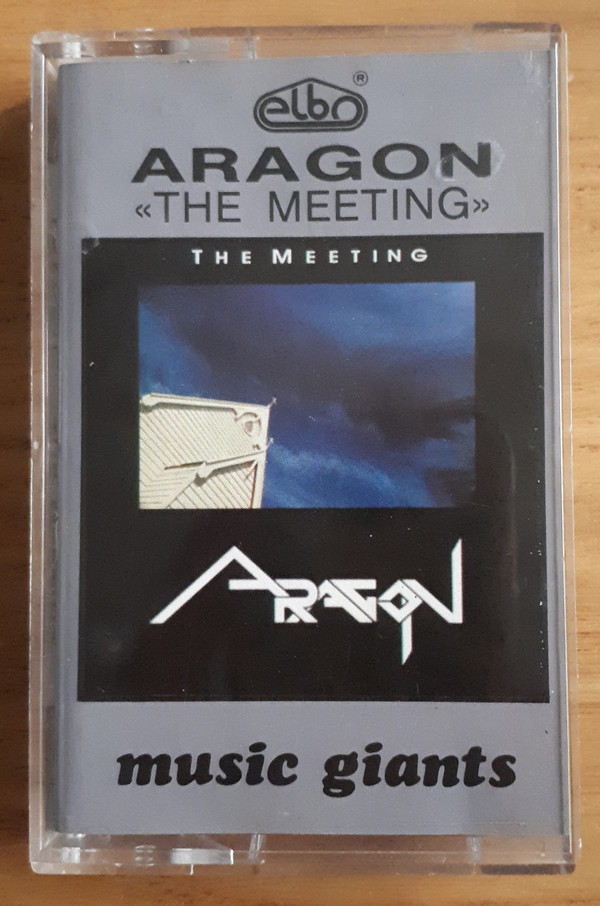 elbo ®
ARAGON
«THE MEETING»
THE MEETING
ARAGON
music giants